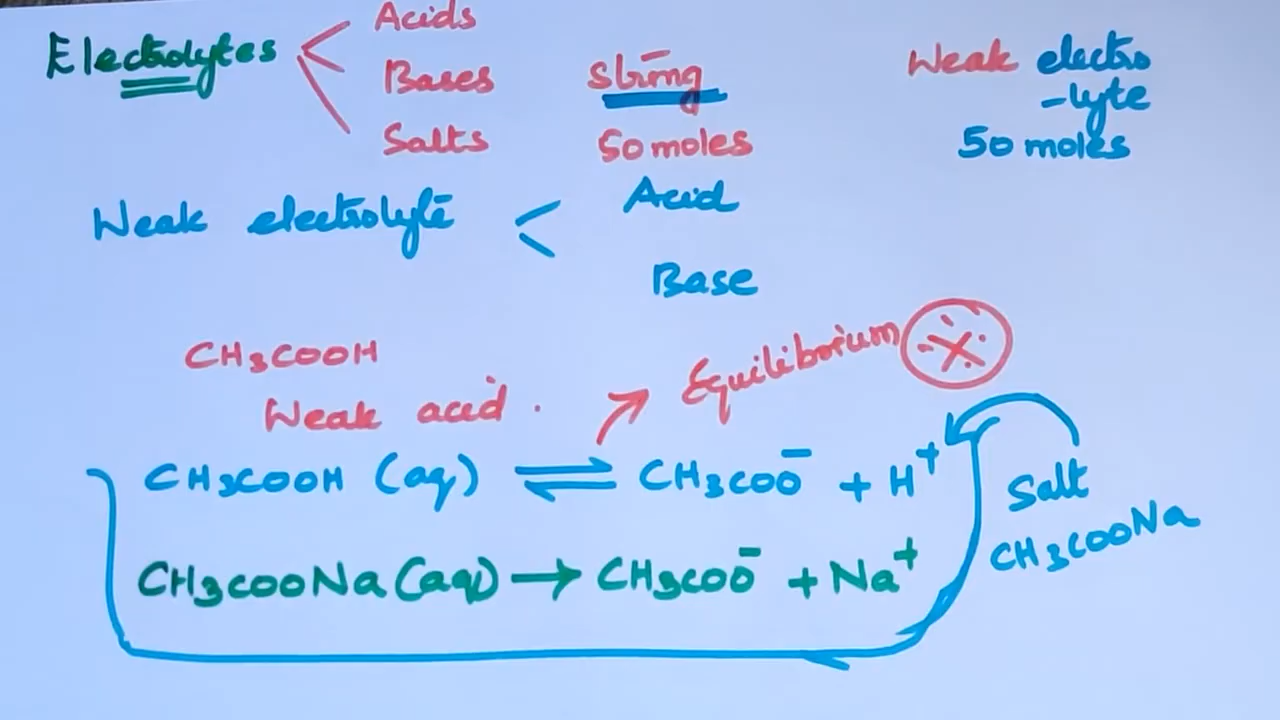 Electrolytes
Acids
Bases
Salts
strong
50 moles
Weak electro
-lyte
50 moles
Weak electrolyte
Acid
Base
CH3COOH
Weak acid.
Equiliborium
CH3COOH (aq) ⇌ CH3COO⁻ + H⁺
Salt
CH3COONa
CH3COONa (aq) → CH3COO⁻ + Na⁺